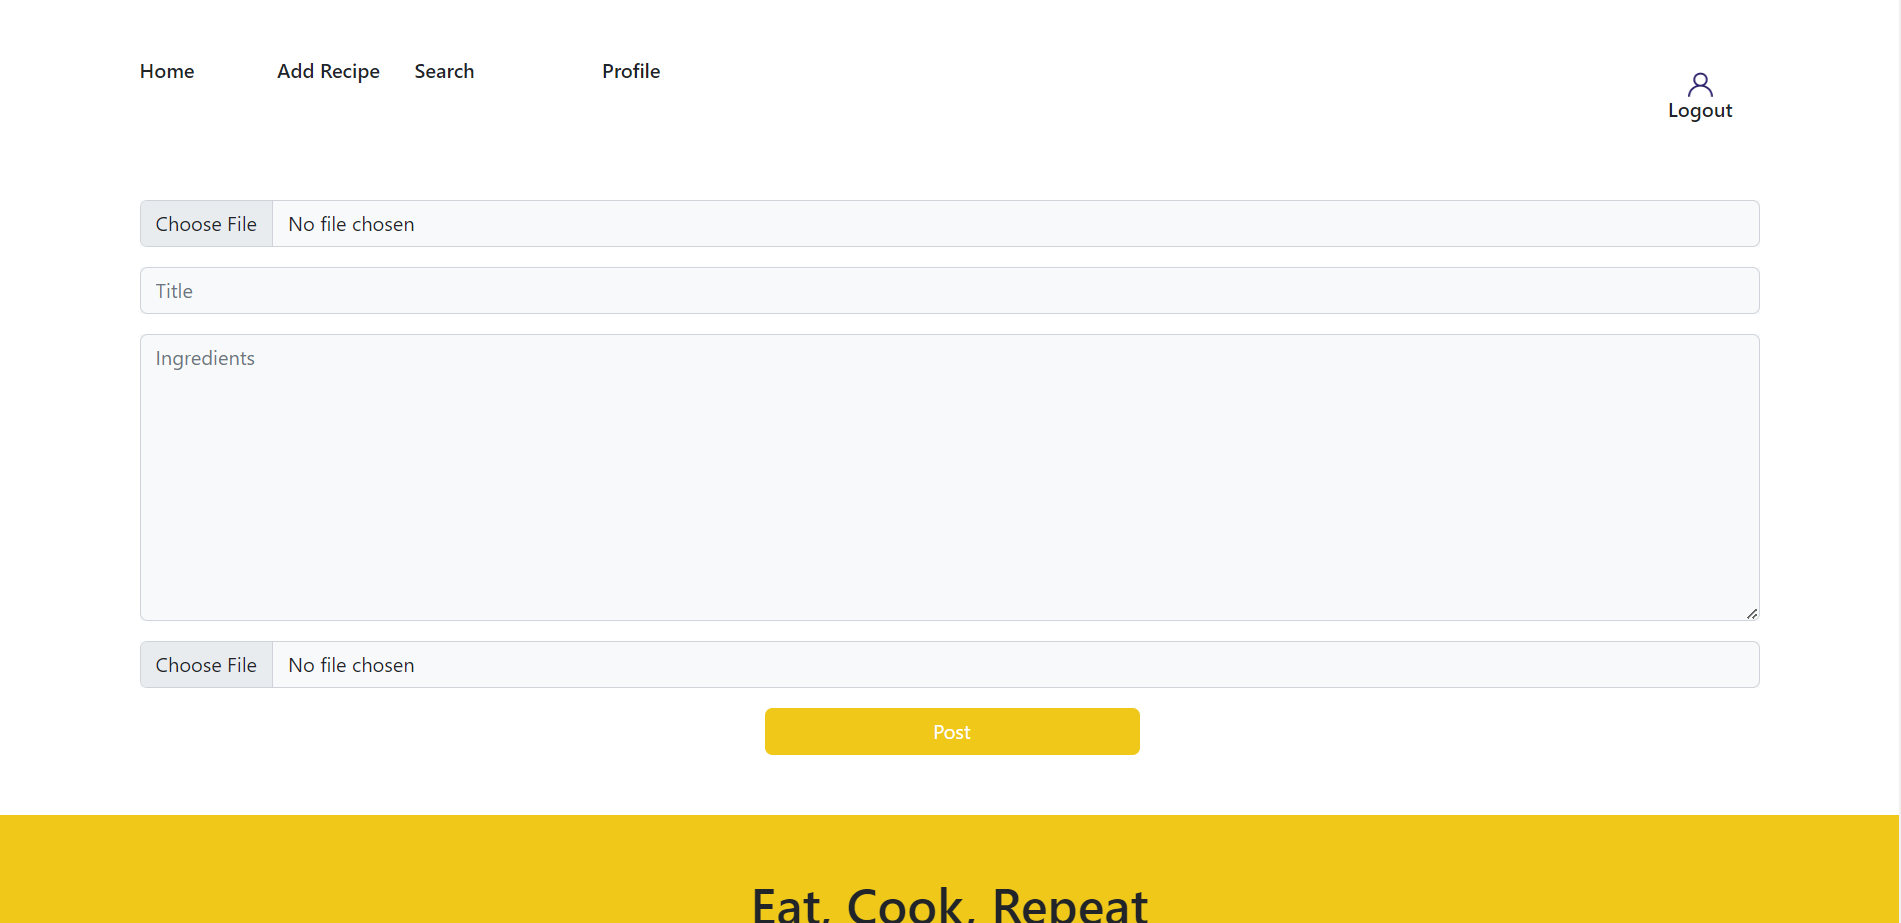 Home Add Recipe Search Profile
Logout
Choose File No file chosen
Title
Ingredients
Choose File No file chosen
Post
Eat, Cook, Repeat